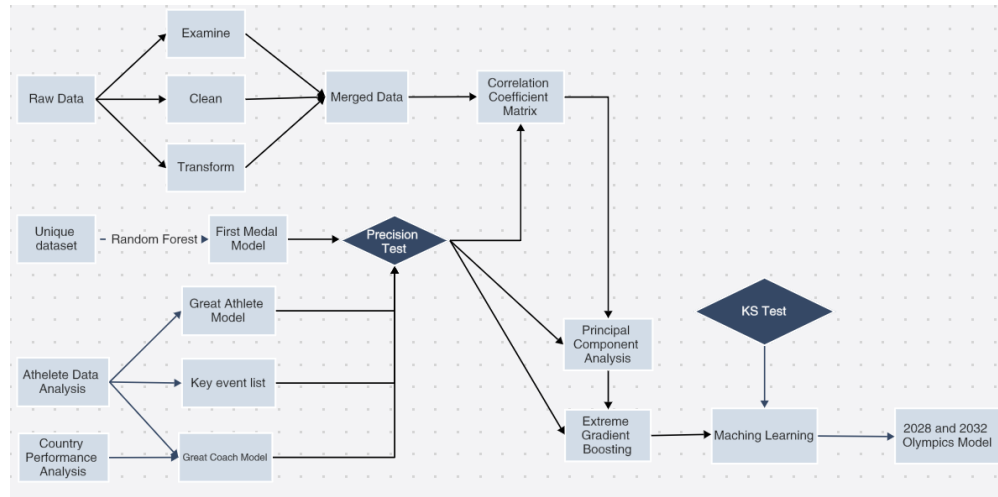 Examine
Raw Data
Clean
Transform
Merged Data
Correlation
Coefficient
Matrix
Unique
dataset
Random Forest
First Medal
Model
Precision
Test
Great Athlete
Model
Athelete Data
Analysis
Key event list
Country
Performance
Analysis
Great Coach Model
Principal
Component
Analysis
KS Test
Extreme
Gradient
Boosting
Maching Learning
2028 and 2032
Olympics Model